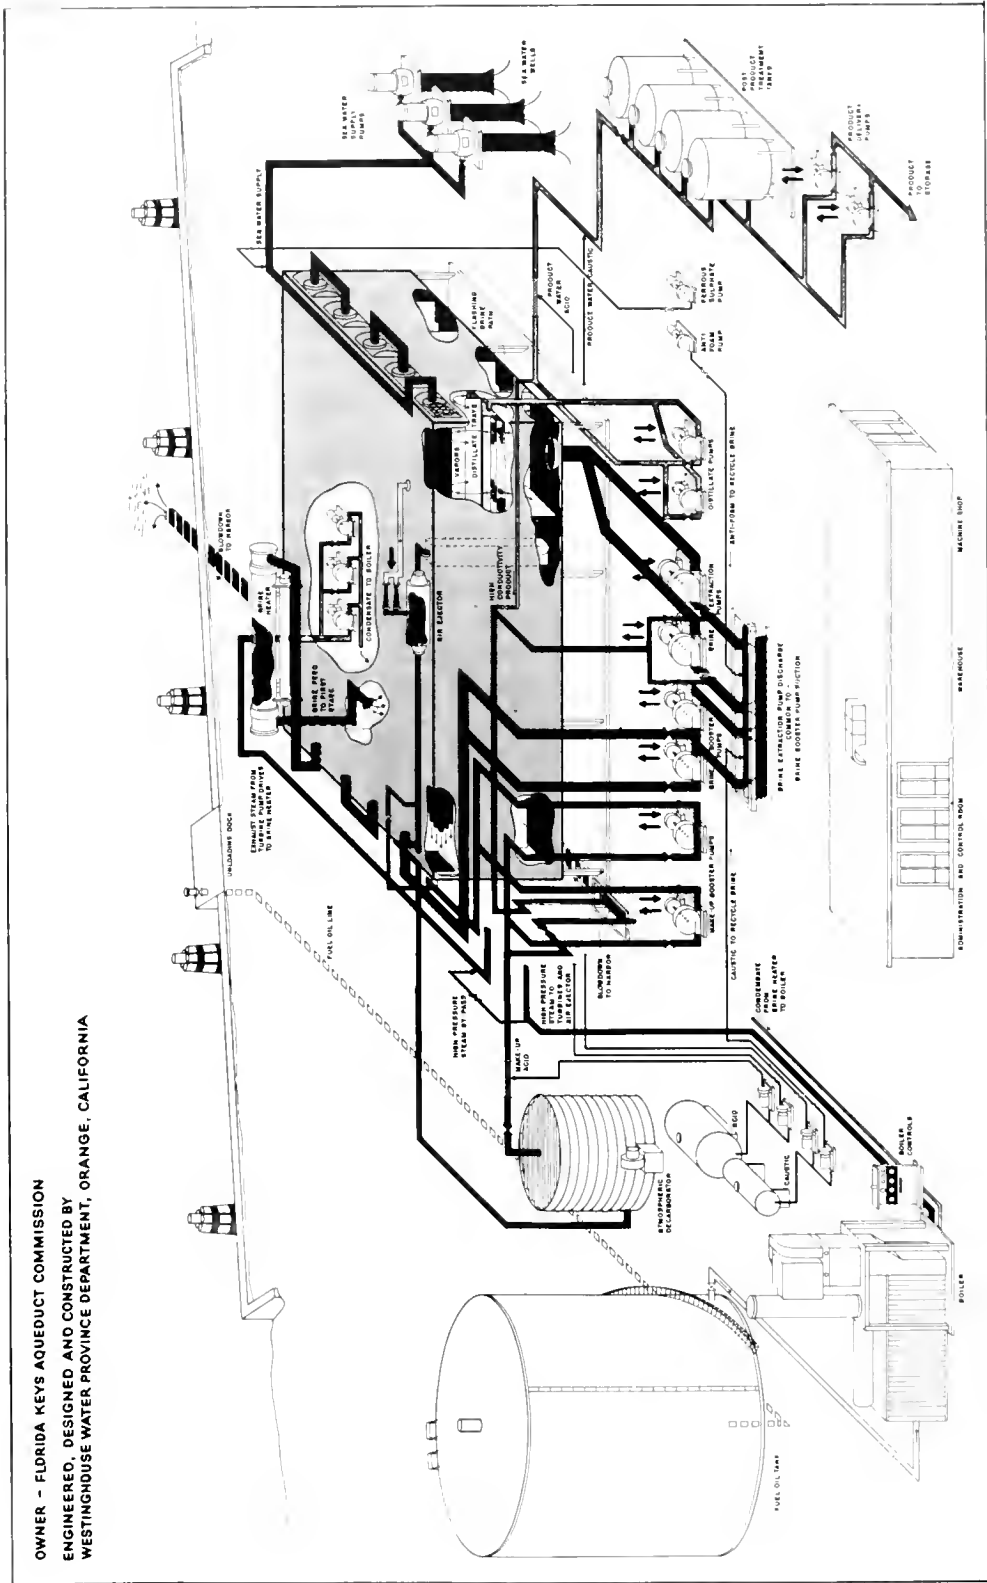 OWNER - FLORIDA KEYS AQUEDUCT COMMISSION
ENGINEERED, DESIGNED AND CONSTRUCTED BY
WESTINGHOUSE WATER PROVINCE DEPARTMENT, ORANGE, CALIFORNIA
UNLOADING DOCK
FUEL OIL LINE
EXHAUST STEAM FROM
TURBINE PUMP DRIVES
TO BRINE HEATER
BLOWDOWN
TO HARBOR
BRINE
HEATER
BRINE FEED
TO FIRST
STAGE
CONDENSATE TO BOILER
AIR EJECTOR
SEA WATER SUPPLY
SEA WATER
SUPPLY
PUMPS
SEA WATER
WELLS
FLASHING
BRINE
PATH
VAPORS
DISTILLATE TRAYS
HIGH
CONDUCTIVITY
PRODUCT
PRODUCT
WATER
ACID
PRODUCT WATER CAUSTIC
POST
PRODUCT
TREATMENT
TANKS
PRODUCT
DELIVERY
PUMPS
PRODUCT
TO
STORAGE
FERROUS
SULPHATE
PUMP
ANTI
FOAM
PUMP
DISTILLATE PUMPS
ANTI-FOAM TO RECYCLE BRINE
BRINE EXTRACTION
PUMPS
BRINE BOOSTER
PUMPS
MAKE-UP BOOSTER PUMPS
BRINE EXTRACTION PUMP DISCHARGE
COMMON TO
BRINE BOOSTER PUMP SUCTION
CAUSTIC TO RECYCLE BRINE
HIGH PRESSURE
STEAM BY PASS
HIGH PRESSURE
STEAM TO
TURBINES AND
AIR EJECTOR
BLOWDOWN
TO HARBOR
MAKE-UP
ACID
CONDENSATE
FROM
BRINE HEATER
TO BOILER
ATMOSPHERIC
DECARBONATOR
ACID
CAUSTIC
BOILER
CONTROLS
BOILER
FUEL OIL TANK
ADMINISTRATION AND CONTROL ROOM
WAREHOUSE
MACHINE SHOP